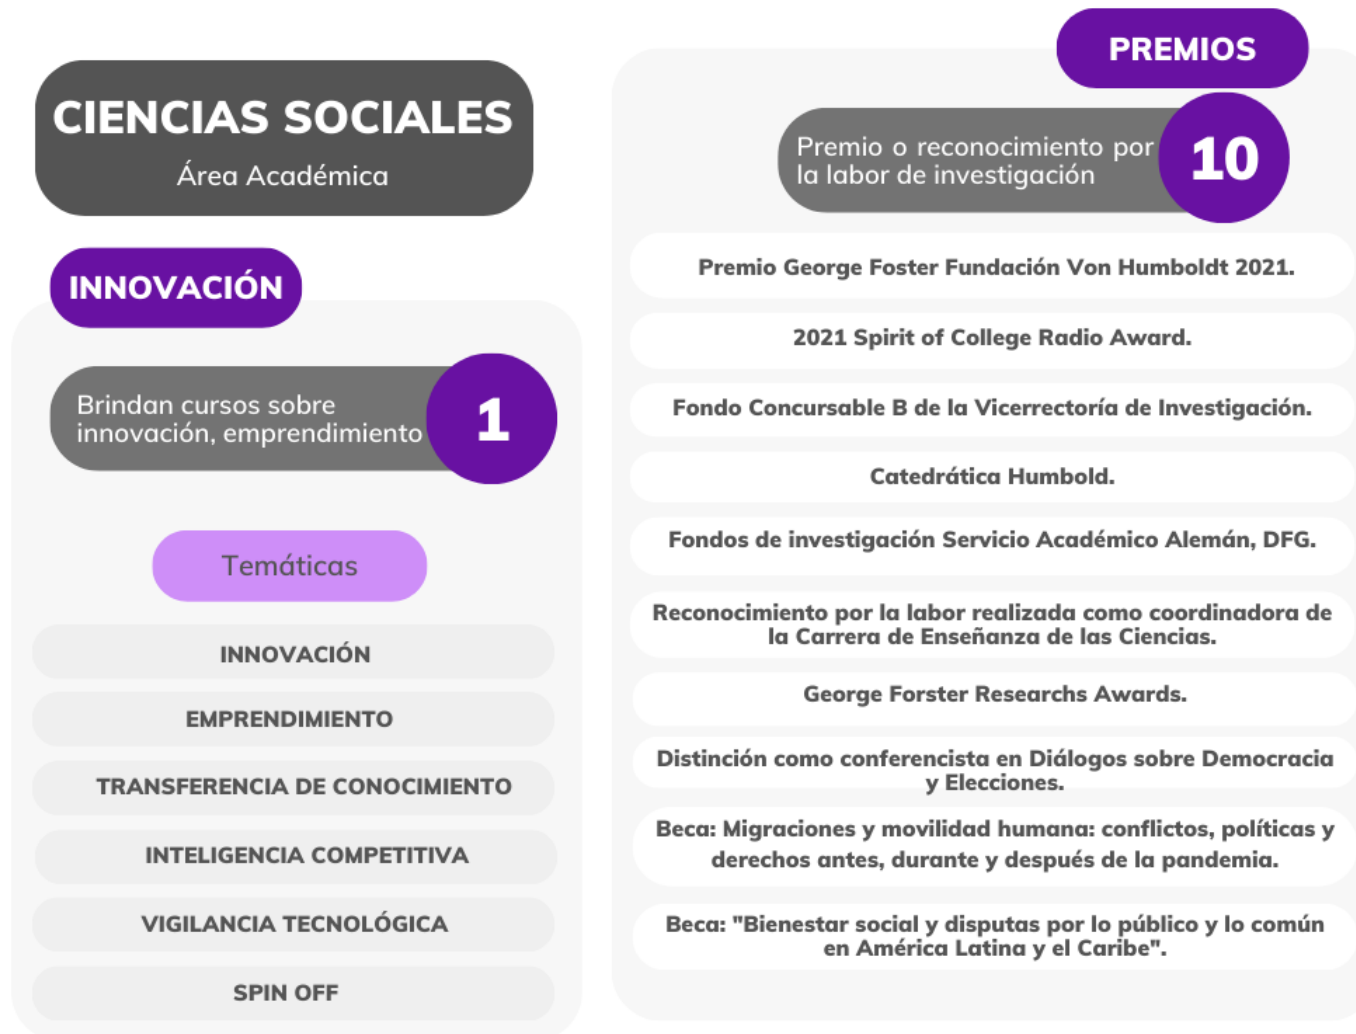 CIENCIAS SOCIALES
Área Académica
INNOVACIÓN
Brindan cursos sobre
innovación, emprendimiento
1
Temáticas
INNOVACIÓN
EMPRENDIMIENTO
TRANSFERENCIA DE CONOCIMIENTO
INTELIGENCIA COMPETITIVA
VIGILANCIA TECNOLÓGICA
SPIN OFF
PREMIOS
Premio o reconocimiento por
la labor de investigación
10
Premio George Foster Fundación Von Humboldt 2021.
2021 Spirit of College Radio Award.
Fondo Concursable B de la Vicerrectoría de Investigación.
Catedrática Humbold.
Fondos de investigación Servicio Académico Alemán, DFG.
Reconocimiento por la labor realizada como coordinadora de
la Carrera de Enseñanza de las Ciencias.
George Forster Researchs Awards.
Distinción como conferencista en Diálogos sobre Democracia
y Elecciones.
Beca: Migraciones y movilidad humana: conflictos, políticas y
derechos antes, durante y después de la pandemia.
Beca: "Bienestar social y disputas por lo público y lo común
en América Latina y el Caribe".